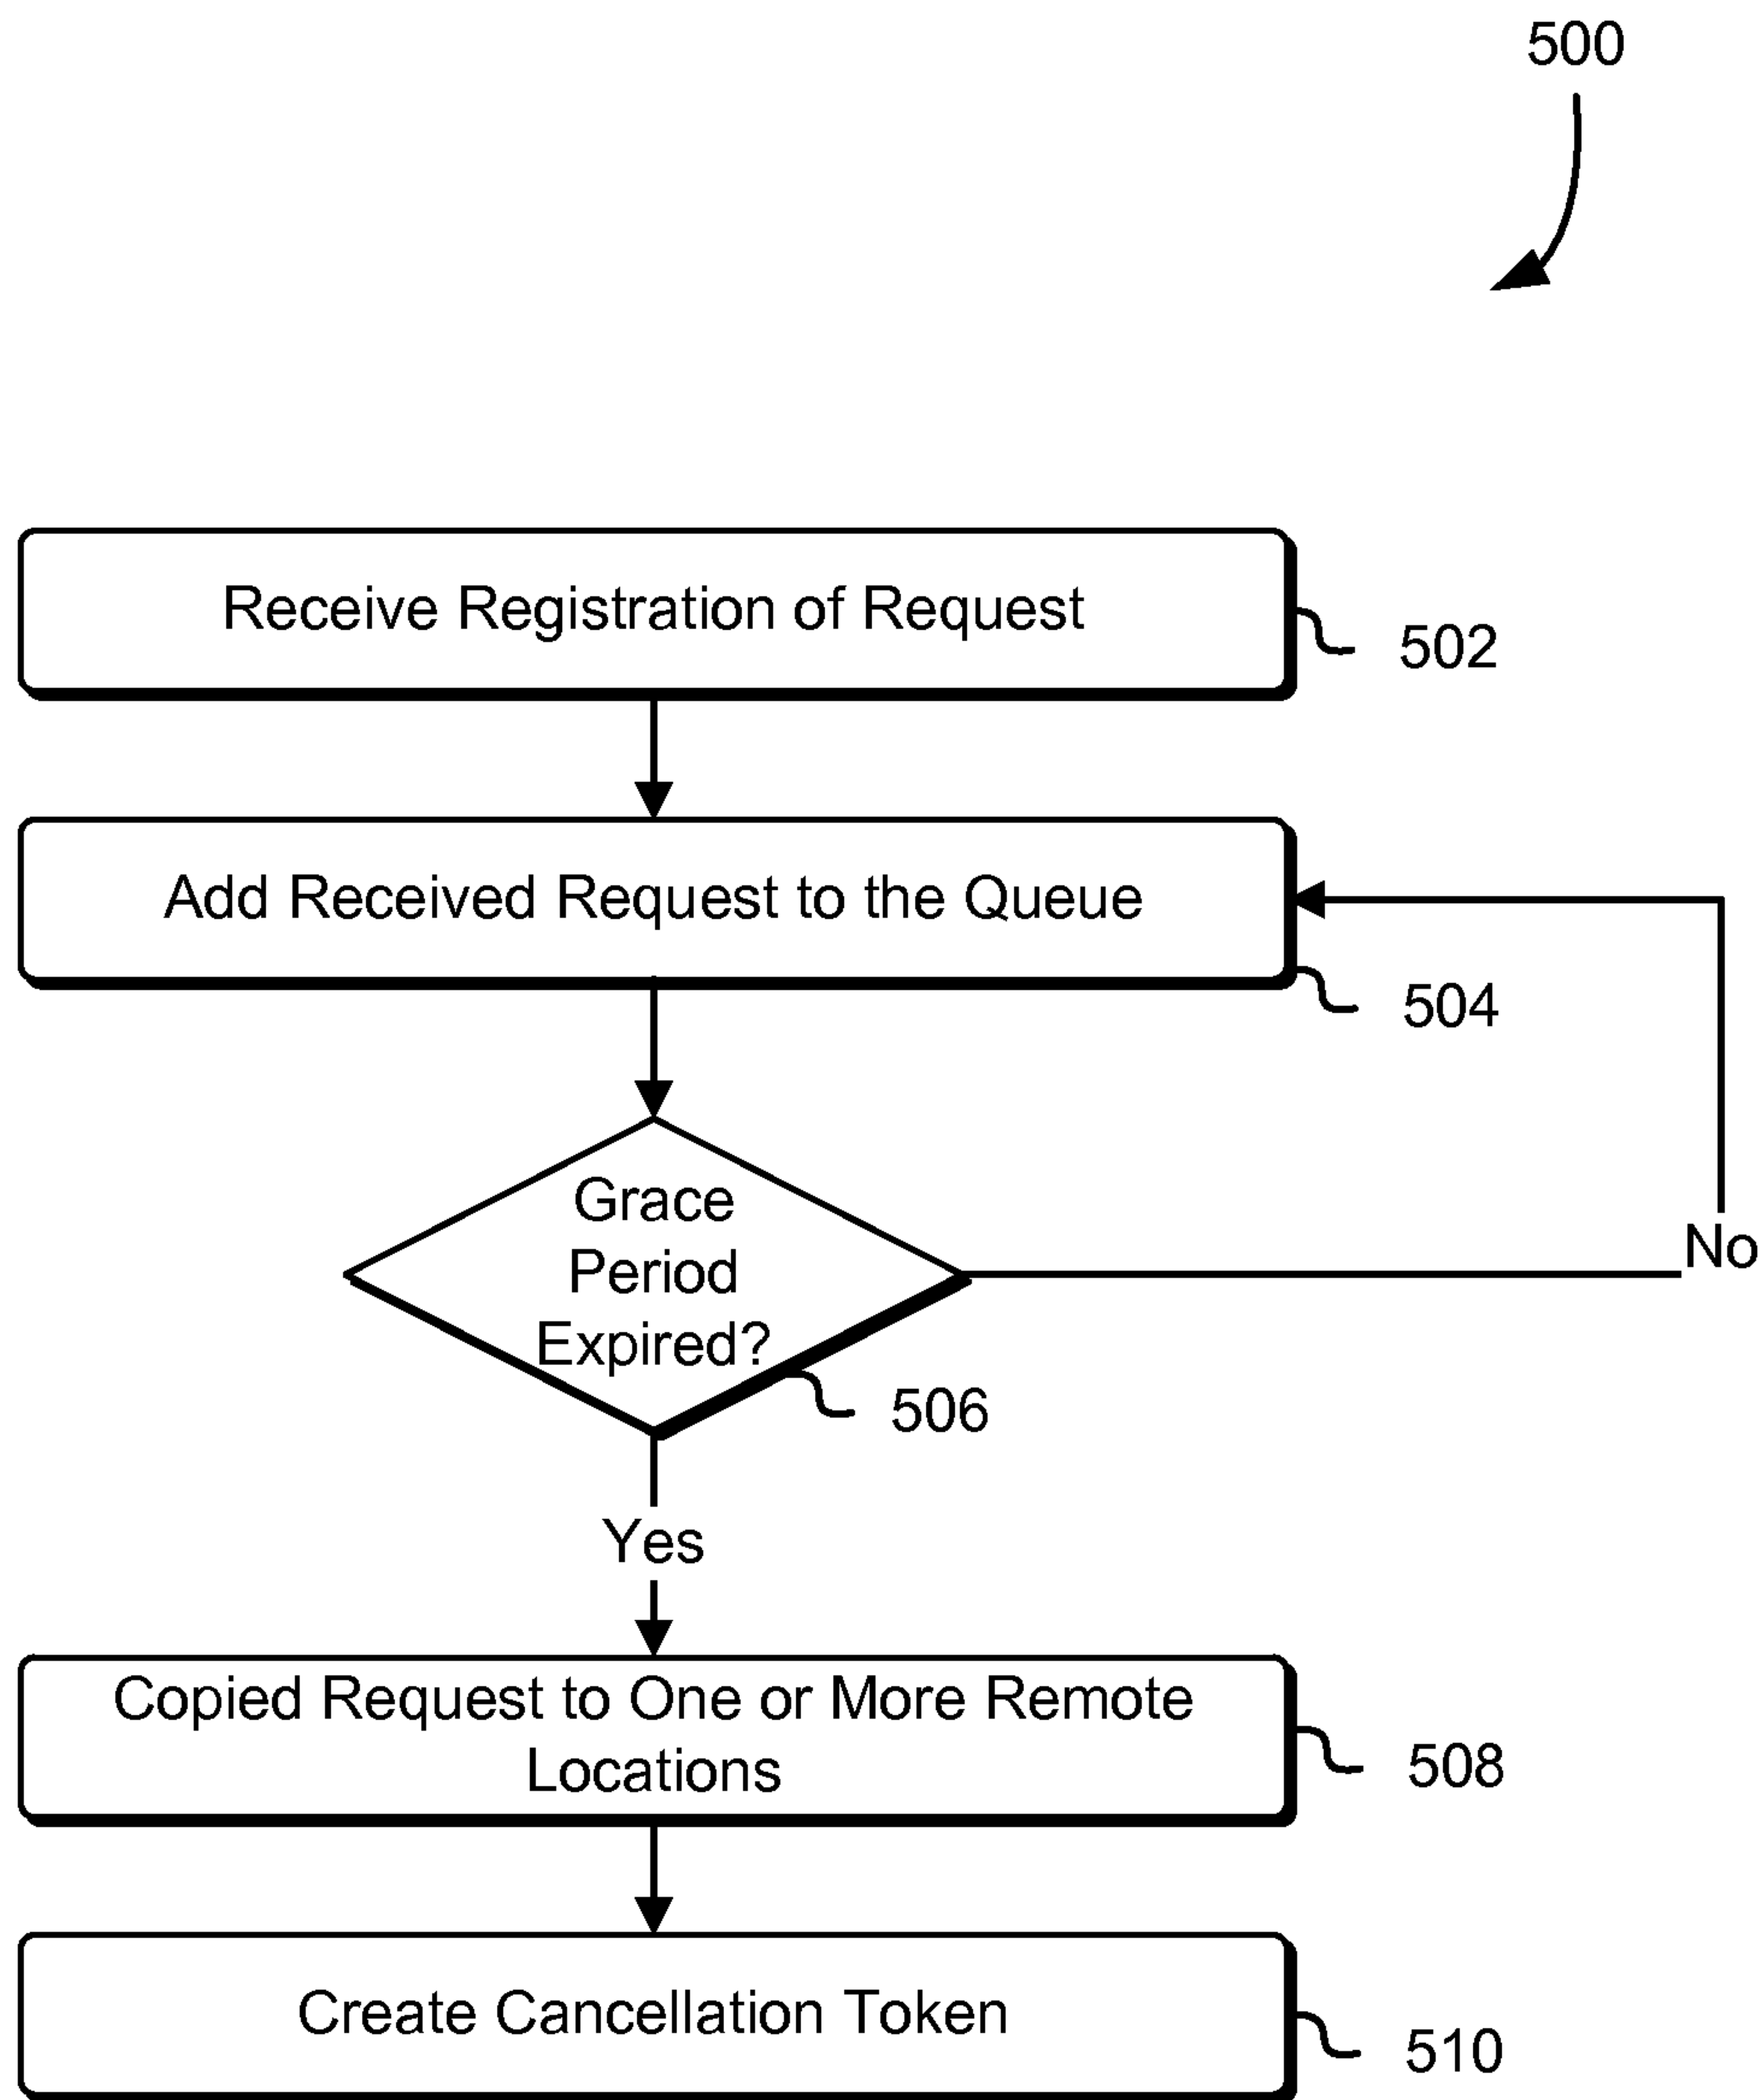 500
Receive Registration of Request
502
Add Received Request to the Queue
504
Grace
Period
Expired?
No
506
Yes
Copied Request to One or More Remote
Locations
508
Create Cancellation Token
510